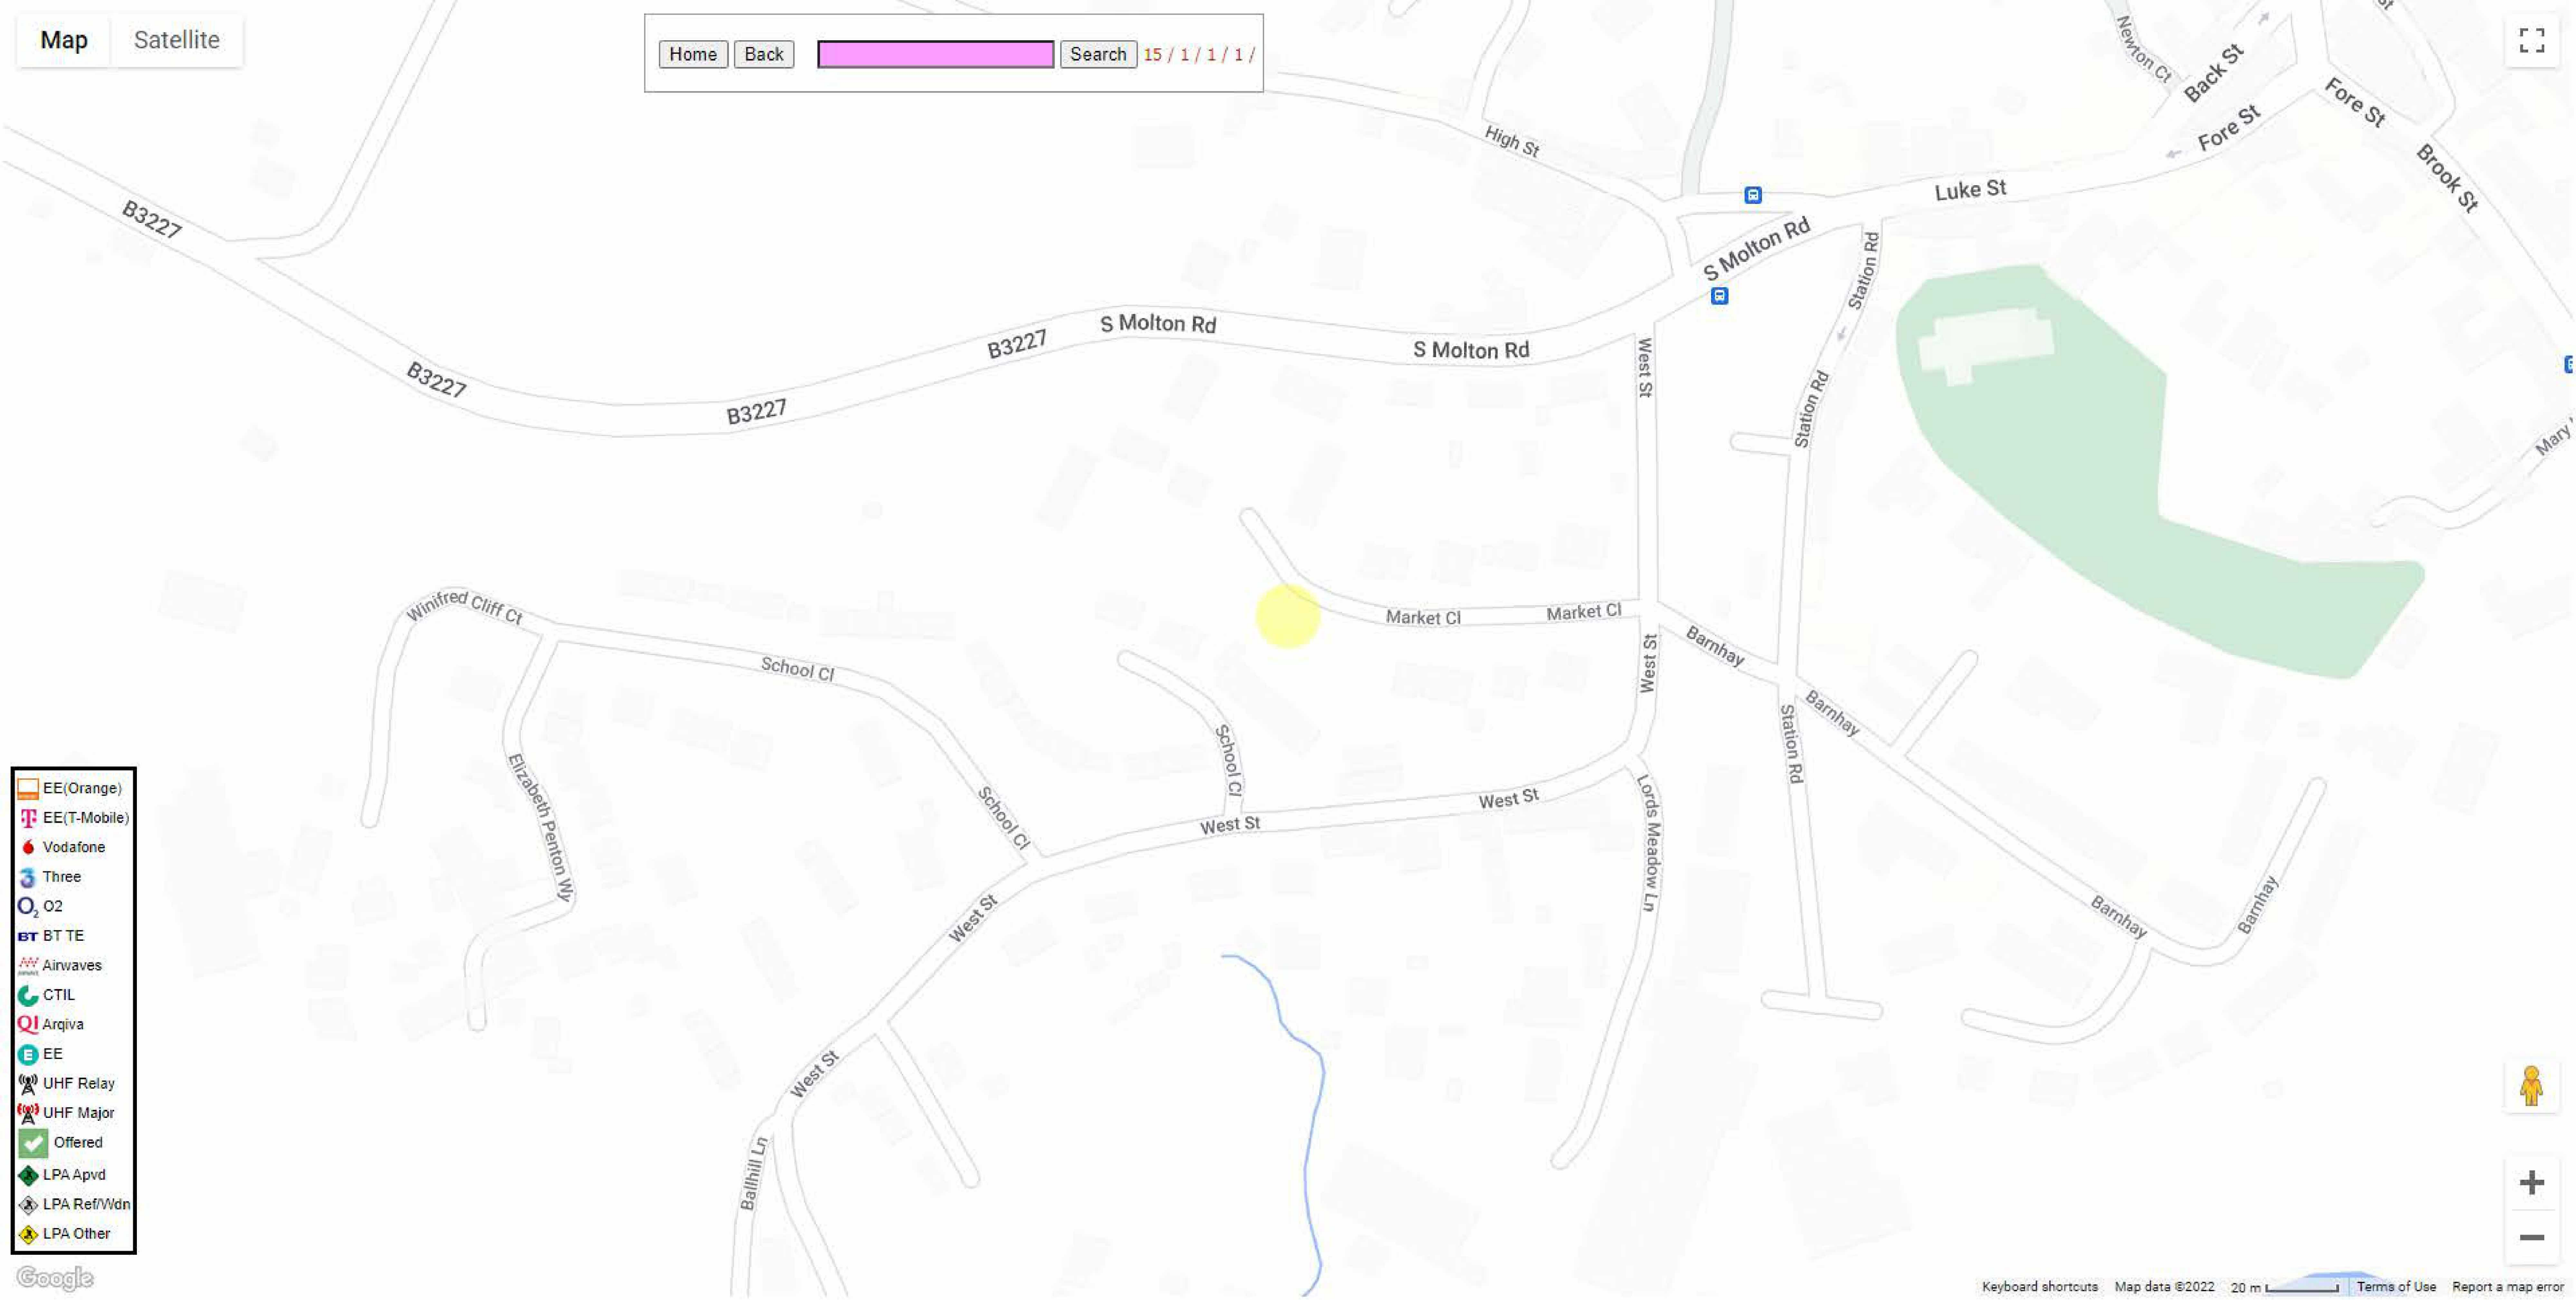 Map
Satellite
Home
Back
Search
15 / 1 / 1 / 1 /
Newton Ct
Back St
Fore St
Fore St
Brook St
St
High St
Luke St
S Molton Rd
B3227
Station Rd
S Molton Rd
B3227
S Molton Rd
West St
B3227
B3227
Station Rd
Mary
Winifred Cliff Ct
Market Cl
Market Cl
Barnhay
School Cl
West St
Barnhay
School Cl
Station Rd
Elizabeth Penton Wy
School Cl
West St
West St
Lords Meadow Ln
West St
Barnhay
Barnhay
West St
Ballhill Ln
EE(Orange)
EE(T-Mobile)
Vodafone
Three
O2 O2
BT BT TE
Airwaves
CTIL
QI Arqiva
E EE
UHF Relay
UHF Major
Offered
LPA Apvd
LPA Ref/Wdn
LPA Other
Google
Keyboard shortcuts
Map data ©2022
20 m
Terms of Use
Report a map error